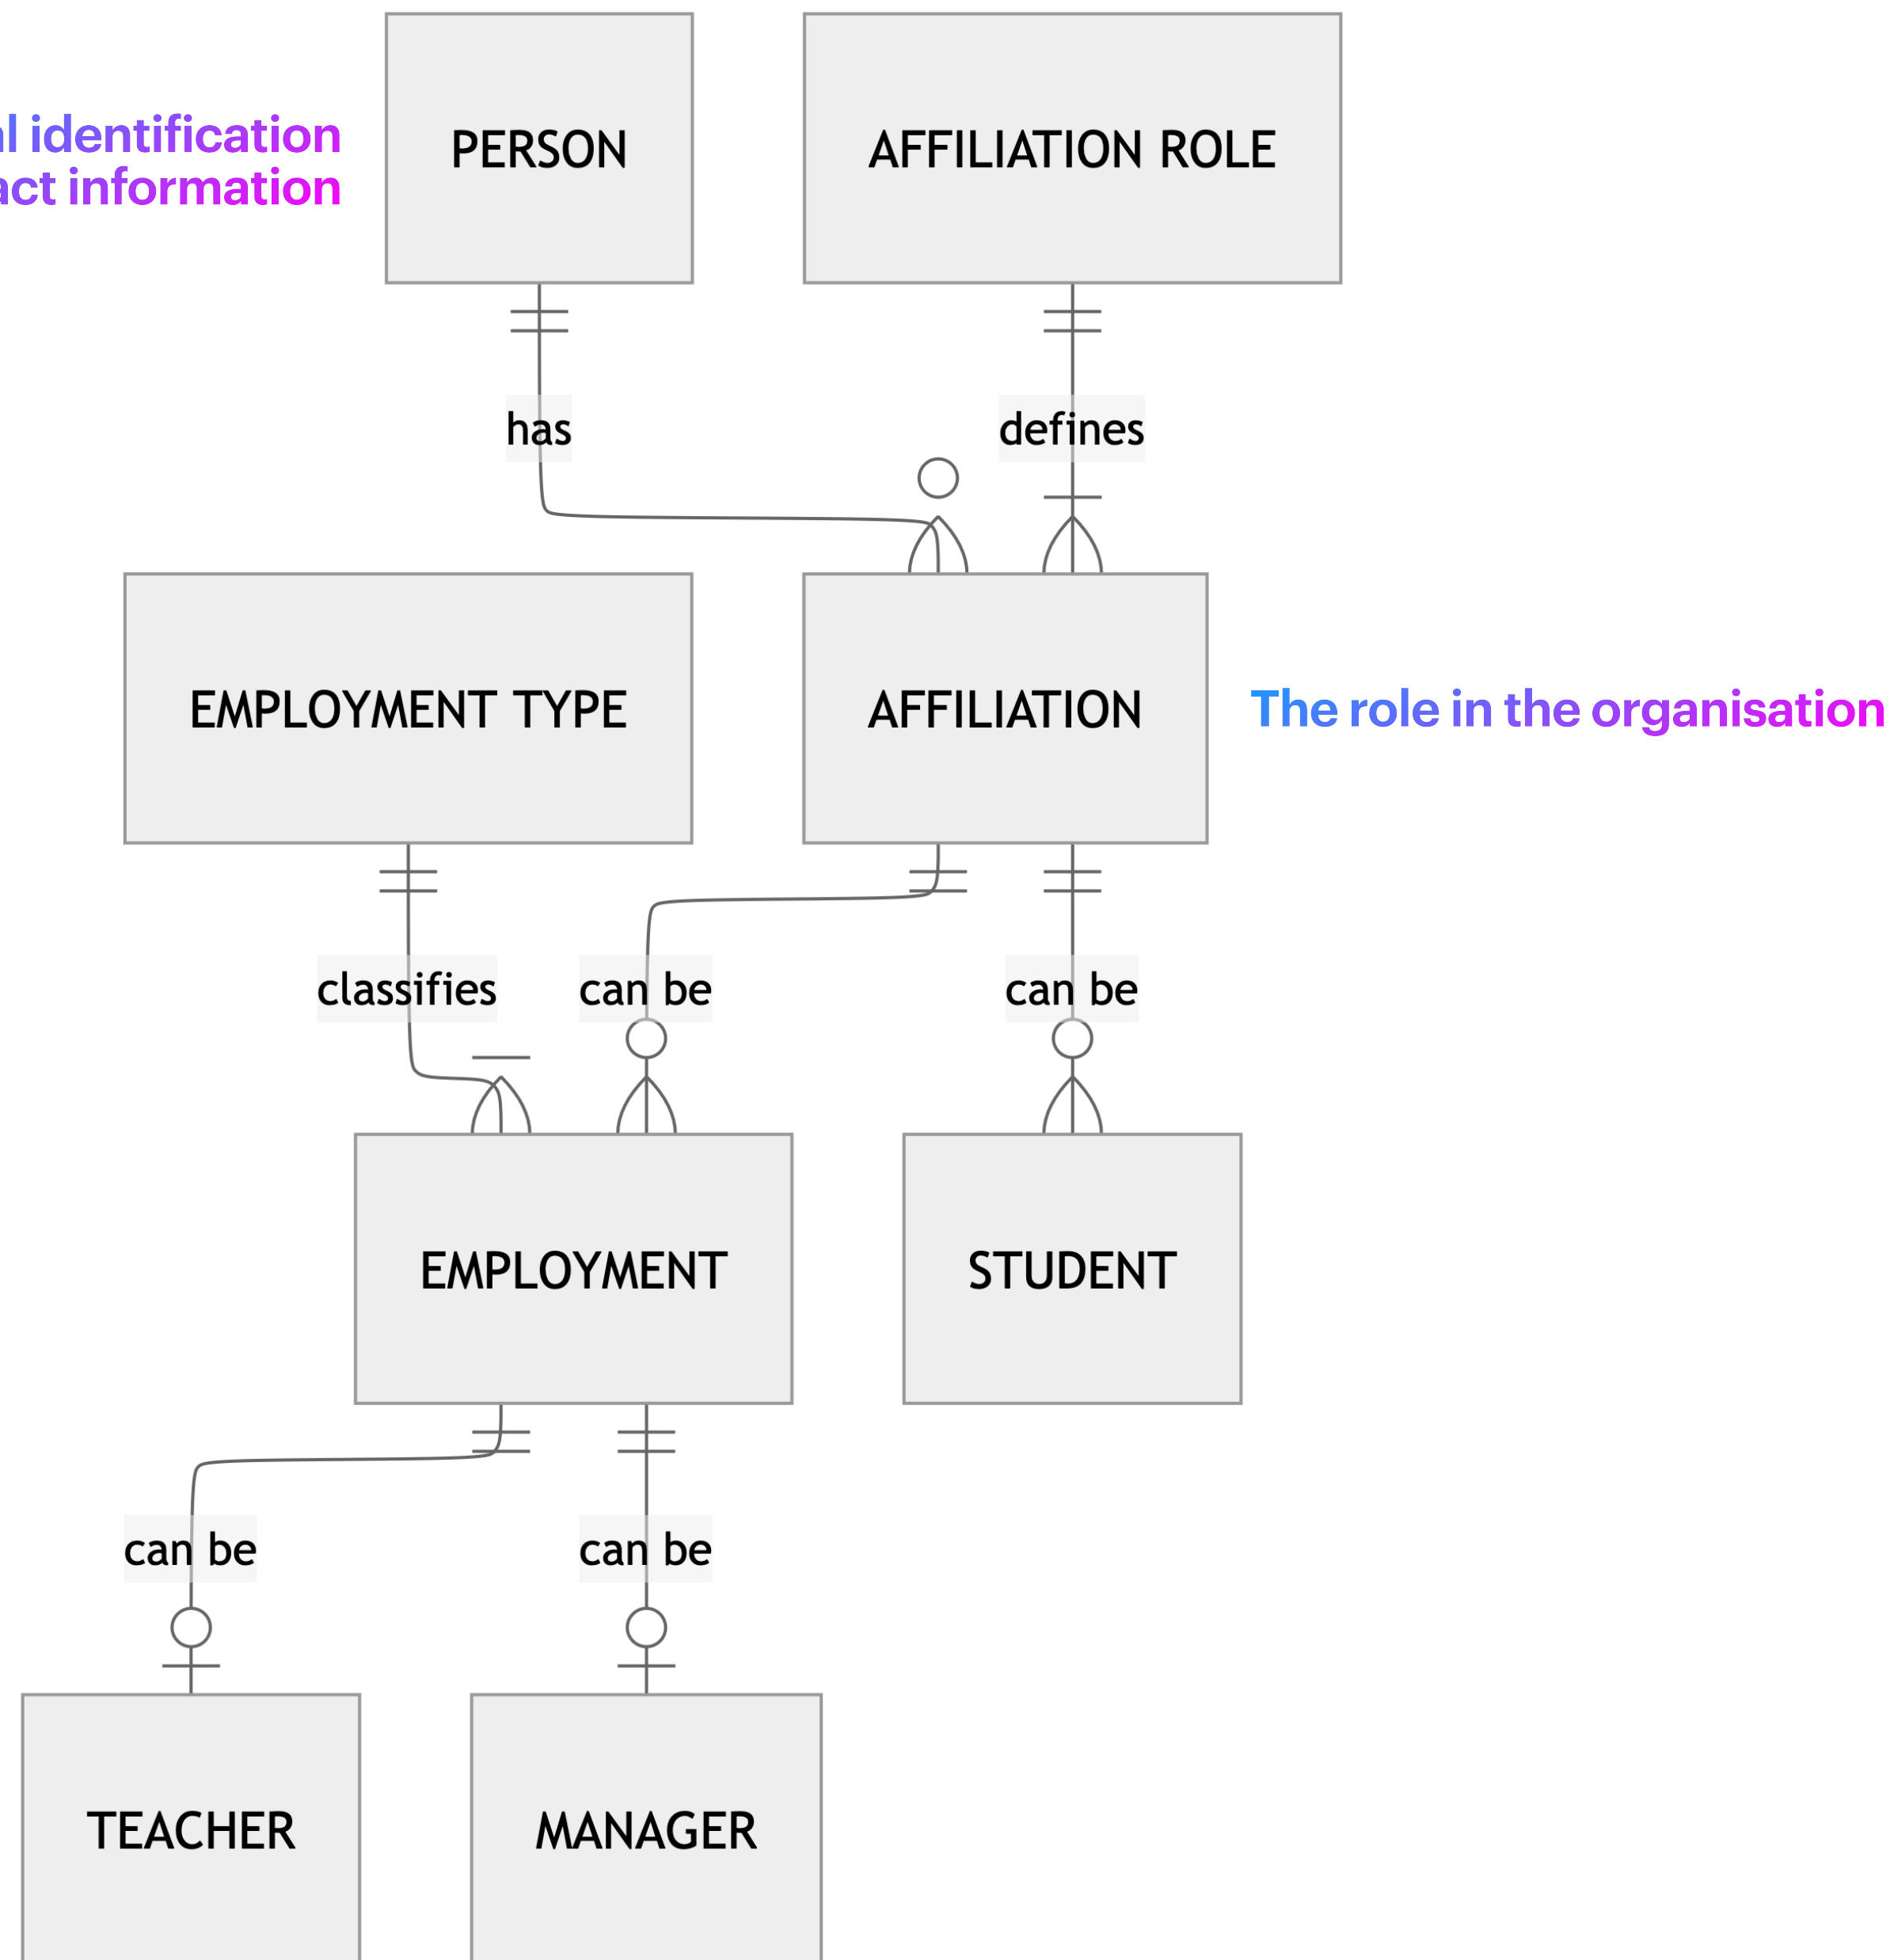 PERSON
AFFILIATION ROLE
identification
information
has
defines
EMPLOYMENT TYPE
AFFILIATION
The role in the organisation
classifies
can be
can be
EMPLOYMENT
STUDENT
can be
can be
TEACHER
MANAGER